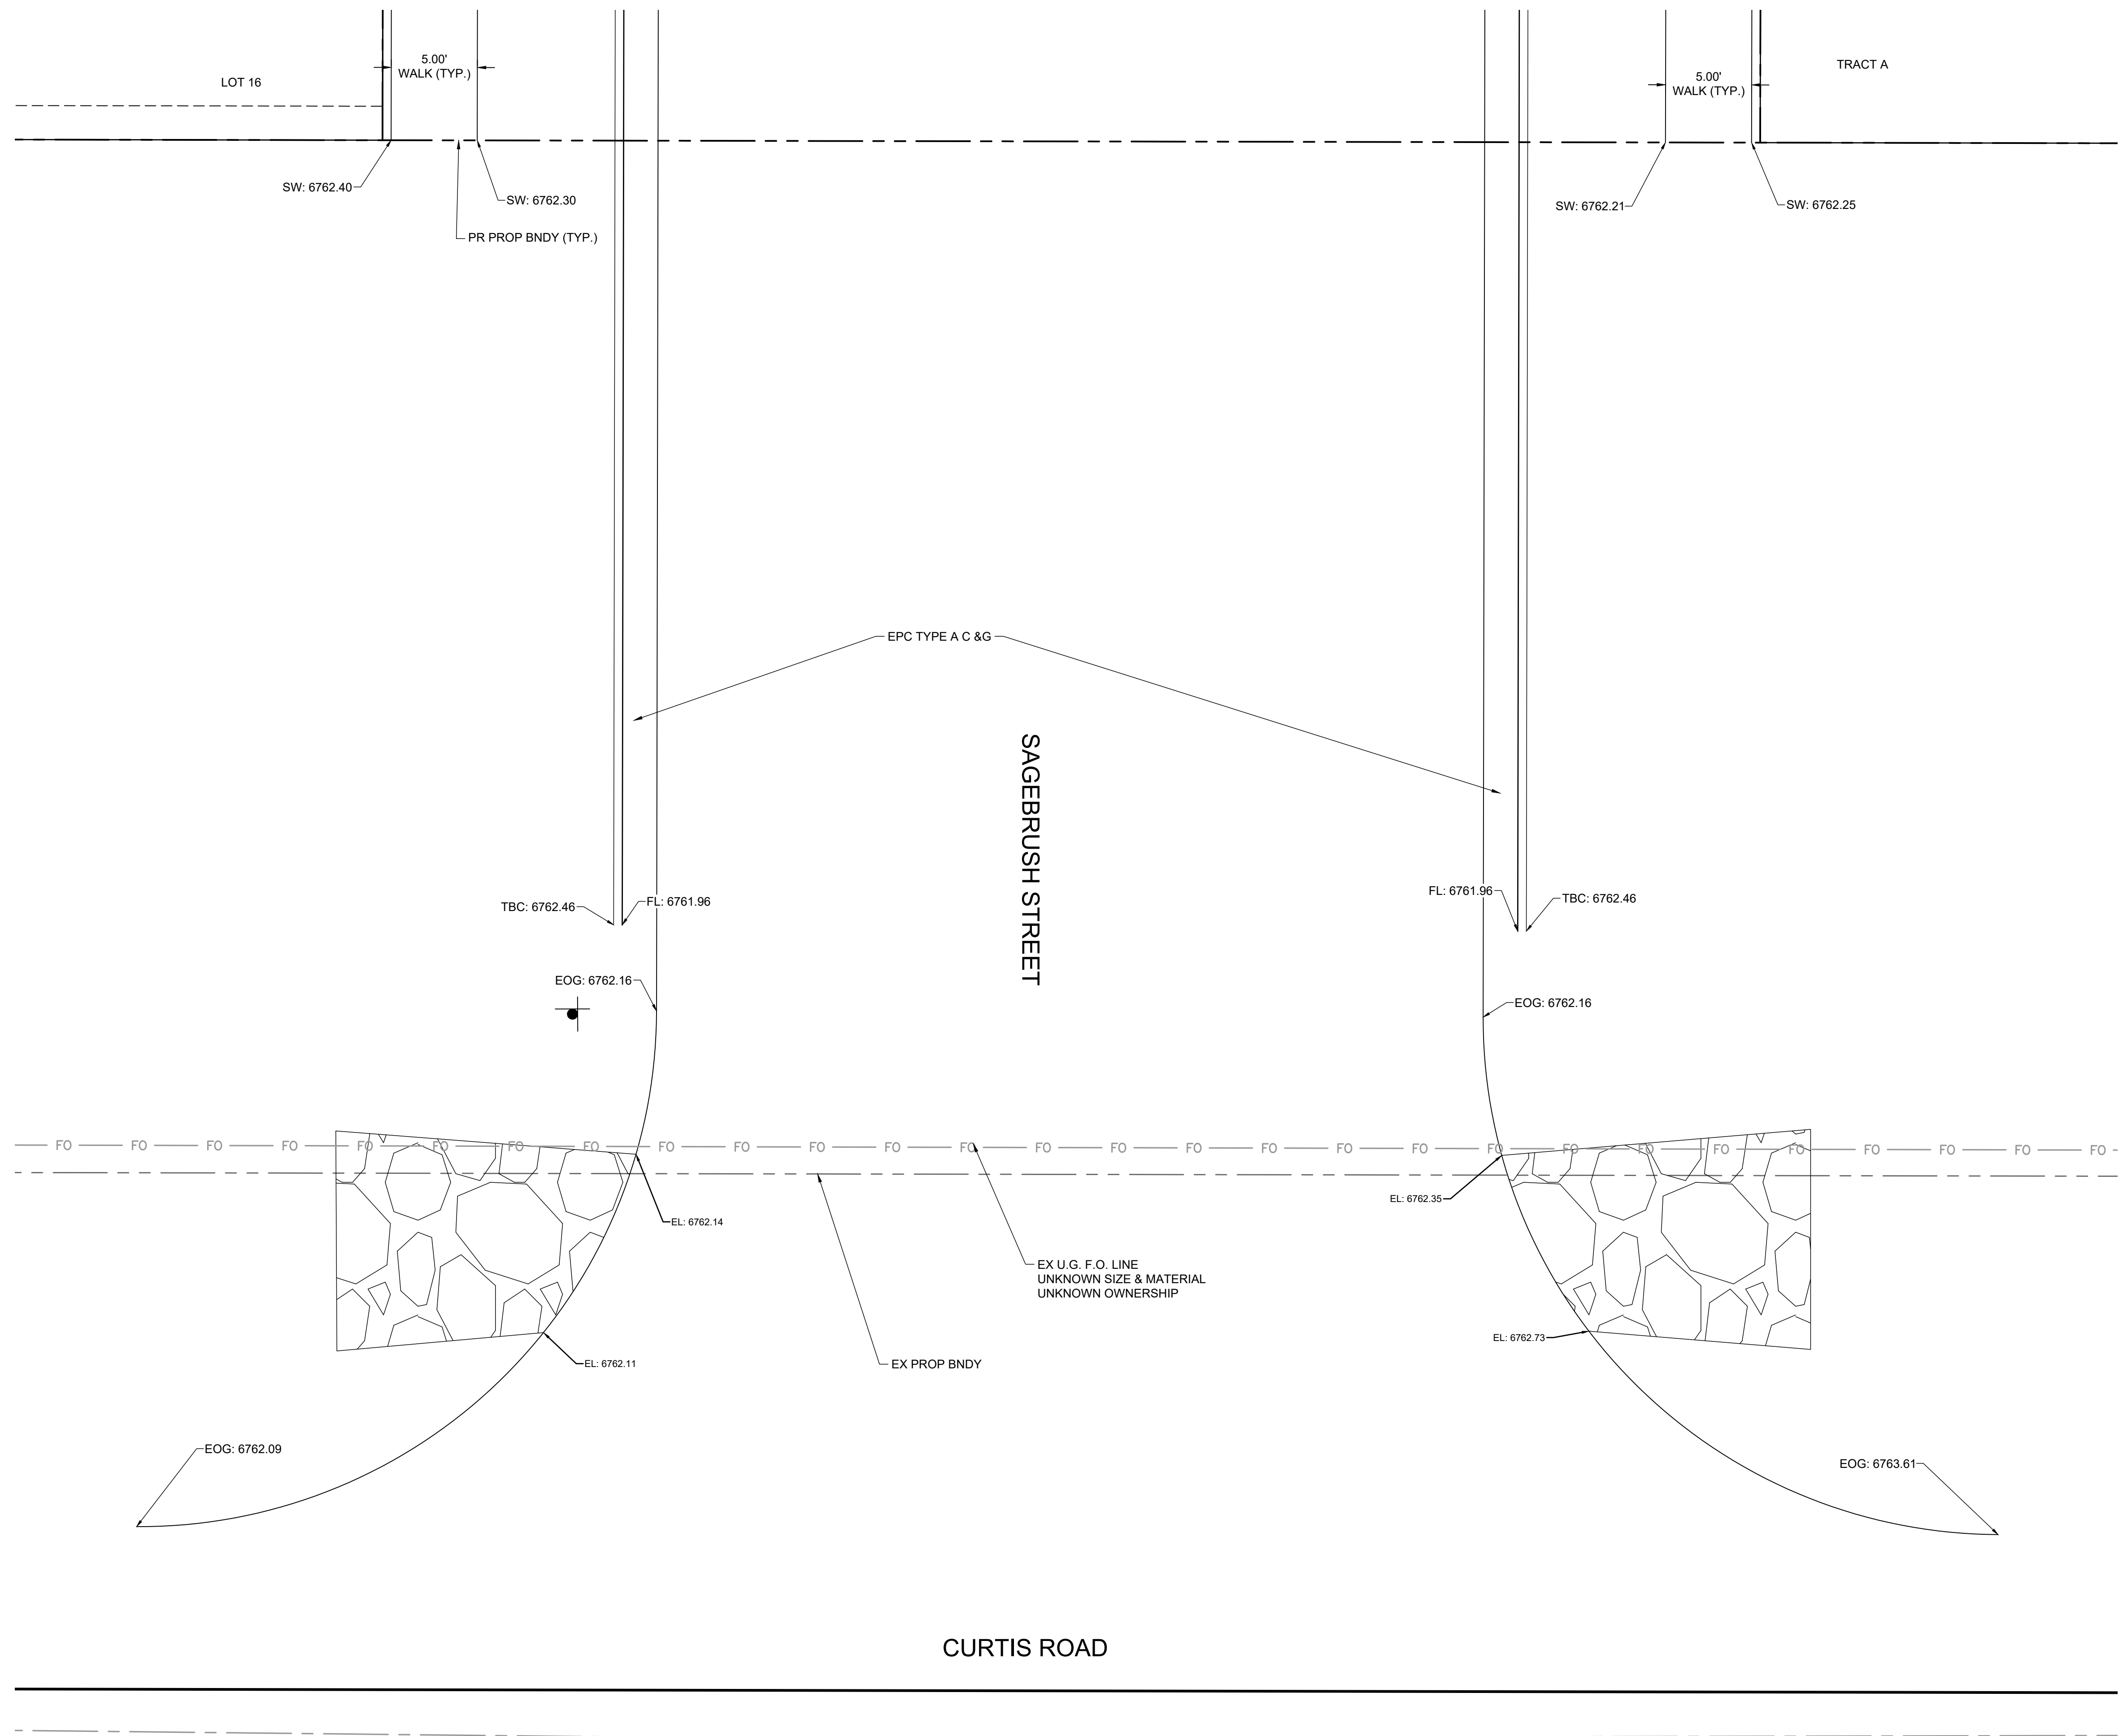 5.00'
WALK (TYP.)
LOT 16
TRACT A
5.00'
WALK (TYP.)
SW: 6762.40
SW: 6762.30
SW: 6762.21
SW: 6762.25
PR PROP BNDY (TYP.)
EPC TYPE A C &G
SAGEBRUSH STREET
TBC: 6762.46
FL: 6761.96
FL: 6761.96
TBC: 6762.46
EOG: 6762.16
EOG: 6762.16
FO FO FO FO FO FO FO FO FO FO FO FO FO FO FO FO FO FO FO FO FO FO FO FO FO FO FO FO
EL: 6762.14
EL: 6762.35
EX U.G. F.O. LINE
UNKNOWN SIZE & MATERIAL
UNKNOWN OWNERSHIP
EL: 6762.11
EL: 6762.73
EX PROP BNDY
EOG: 6762.09
EOG: 6763.61
CURTIS ROAD